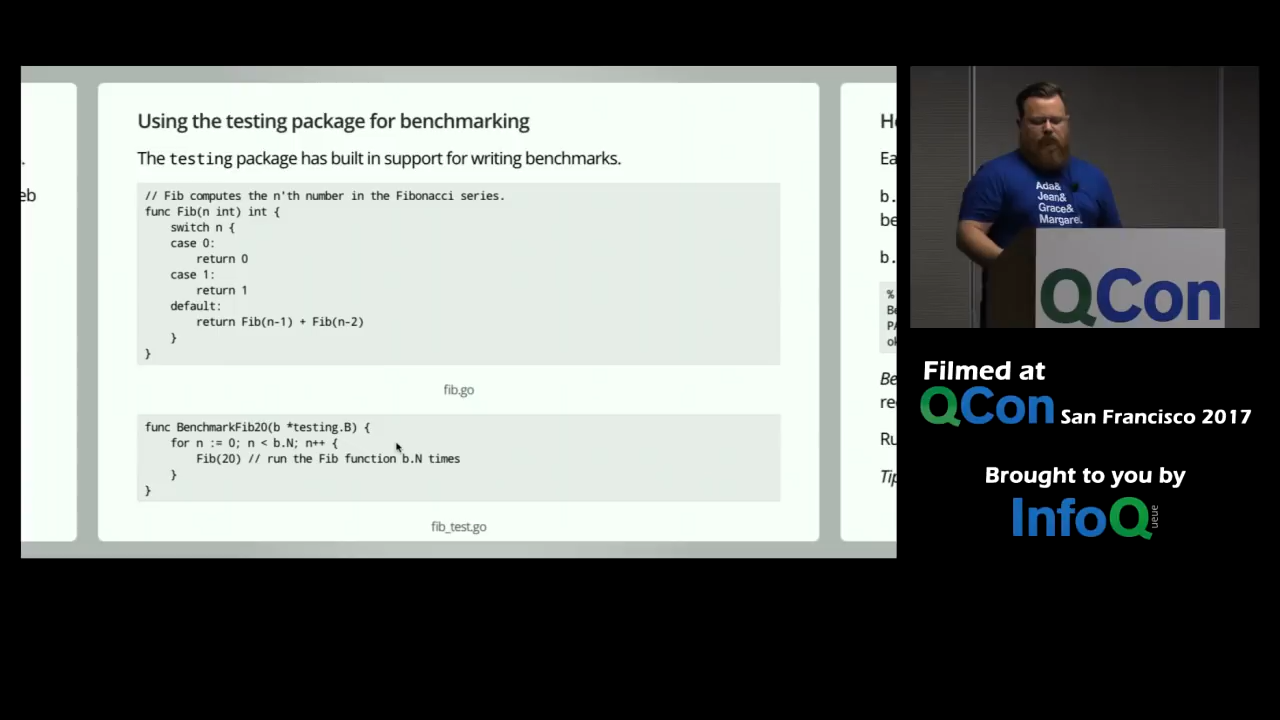 Using the testing package for benchmarking
The testing package has built in support for writing benchmarks.
// Fib computes the n'th number in the Fibonacci series.
func Fib(n int) int {
switch n {
case 0:
return 0
case 1:
return 1
default:
return Fib(n-1) + Fib(n-2)
}
}
fib.go
func BenchmarkFib20(b *testing.B) {
for n := 0; n < b.N; n++ {
Fib(20) // run the Fib function b.N times
}
}
fib_test.go
eb
b.
be
b.
%
Ada&
Jean&
Grace&
Margaret
QCon
Filmed at
QCon San Francisco 2017
Brought to you by
InfoQ
ueue